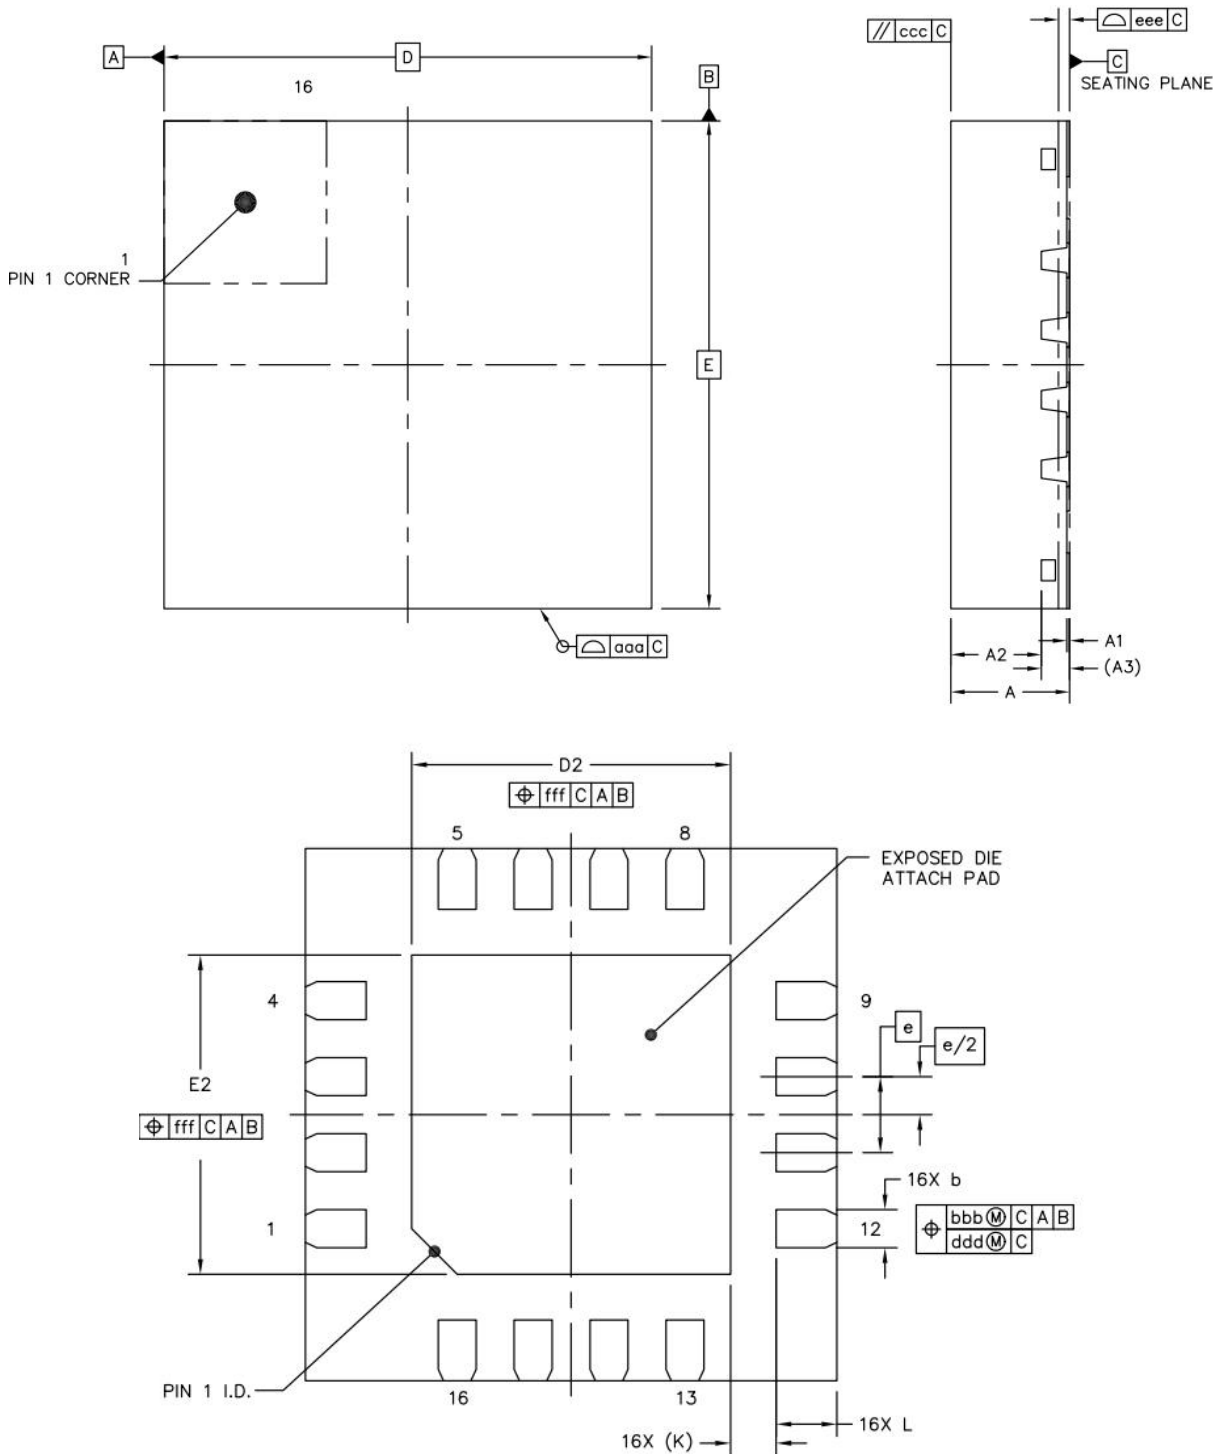 // ccc C
⌓ eee C
A
D
B
C
SEATING PLANE
16
1
PIN 1 CORNER
E
⌓ aaa C
A1
A2
(A3)
A
D2
⌖ fff C A B
5
8
EXPOSED DIE
ATTACH PAD
4
9
e
e/2
E2
⌖ fff C A B
16X b
1
12
⌖ bbb Ⓜ C A B
ddd Ⓜ C
PIN 1 I.D.
16
13
16X L
16X (K)